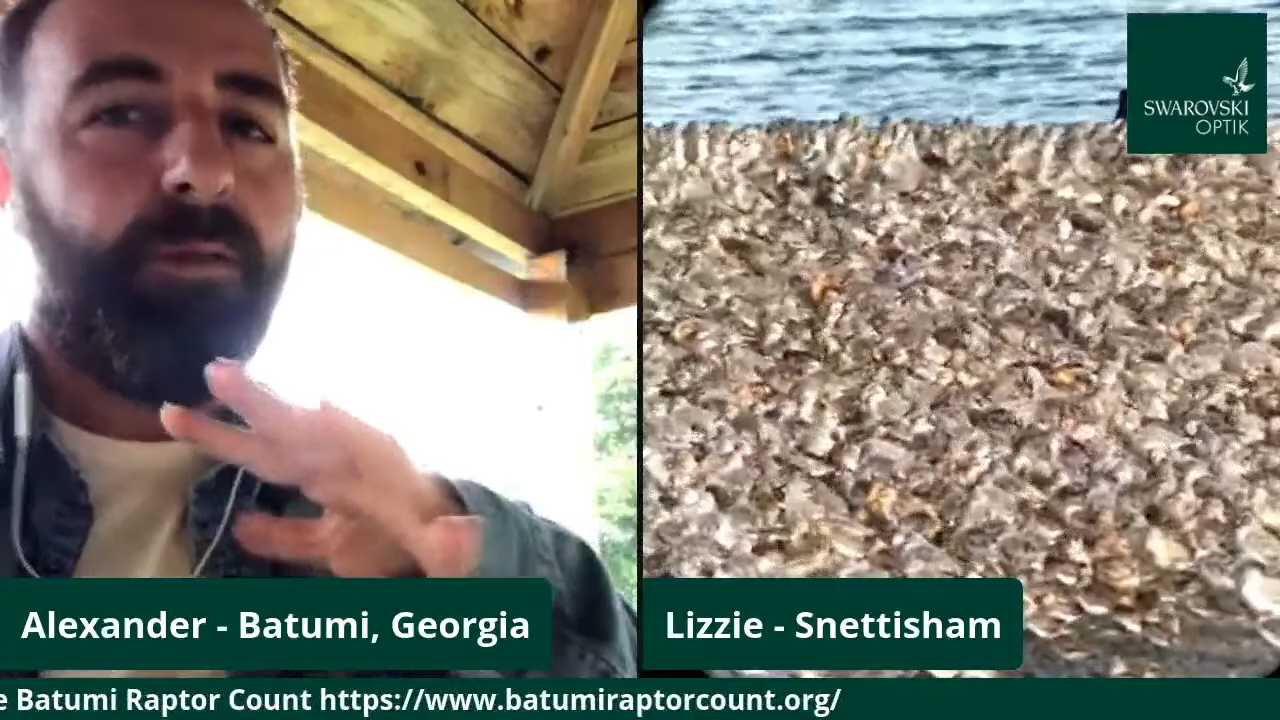 SWAROVSKI
OPTIK
Alexander - Batumi, Georgia
Lizzie - Snettisham
Batumi Raptor Count https://www.batumiraptorcount.org/